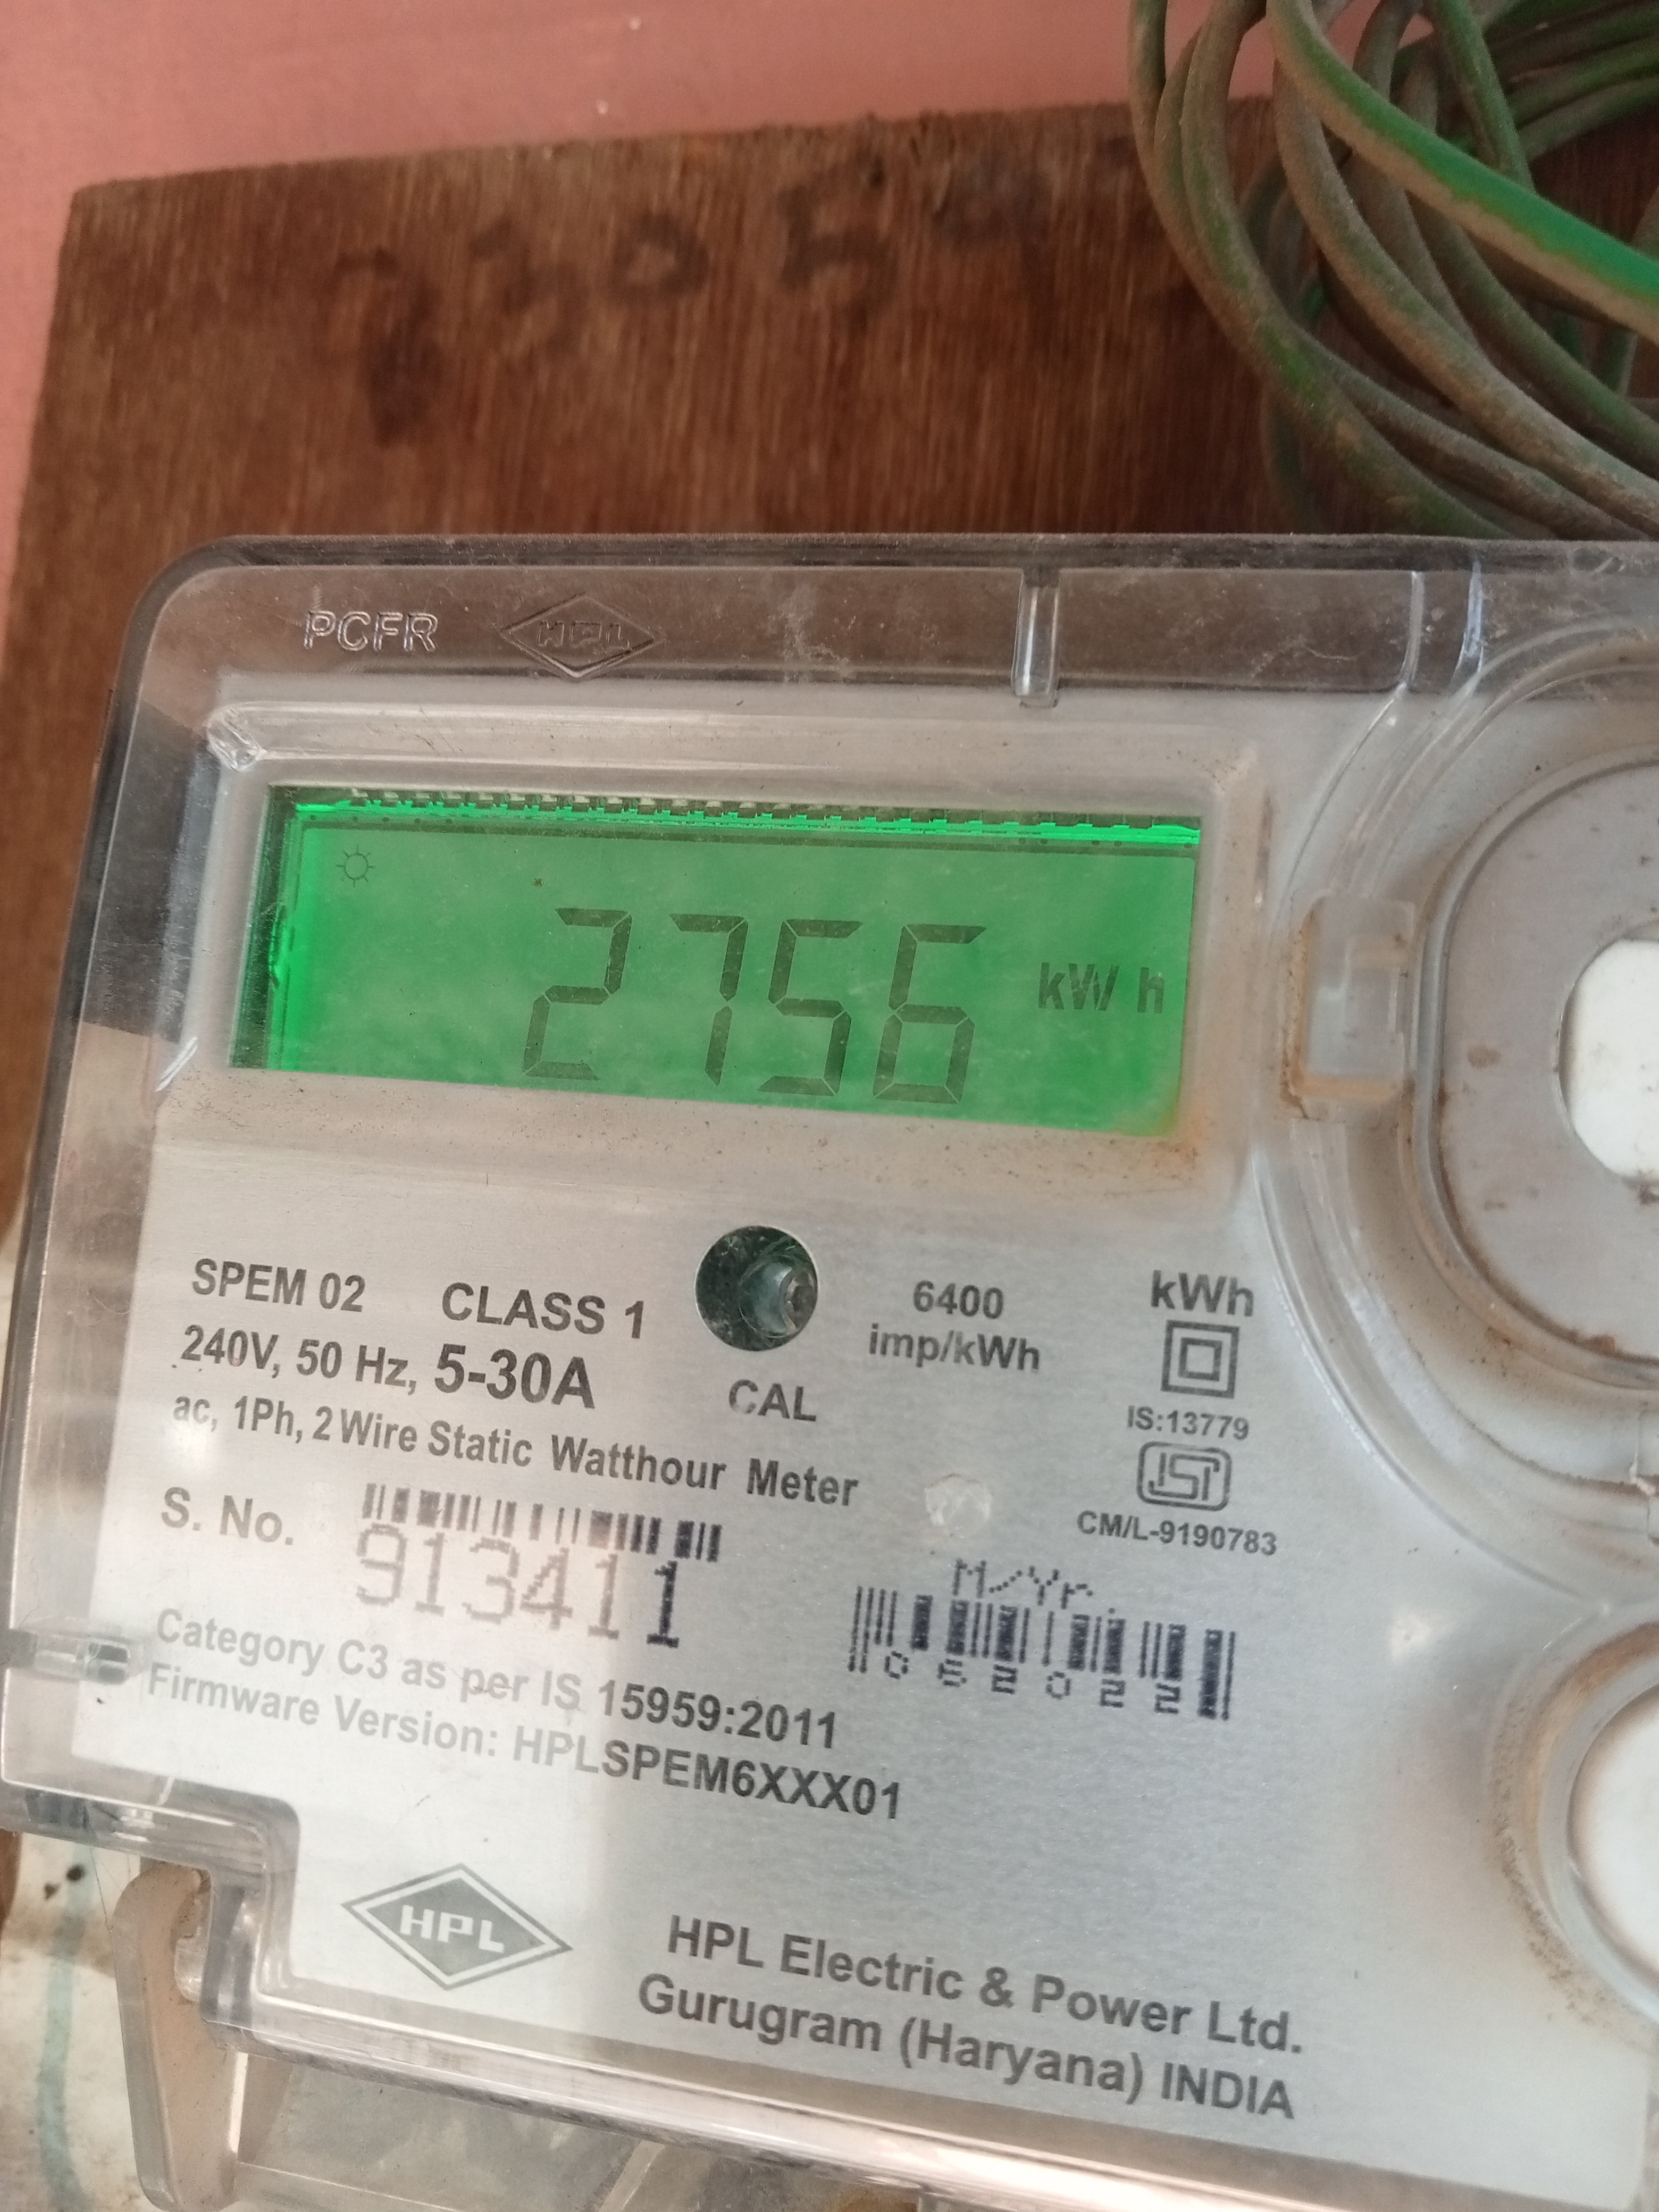 PCFR HPL
2756 kWh
SPEM 02 CLASS 1
240V, 50 Hz, 5-30A
ac, 1Ph, 2 Wire Static Watthour Meter
CAL
6400
imp/kWh
kWh
IS:13779
ISI
CM/L-9190783
S. No.
913411
M/Yr.
052022
Category C3 as per IS 15959:2011
Firmware Version: HPLSPEM6XXX01
HPL
HPL Electric & Power Ltd.
Gurugram (Haryana) INDIA